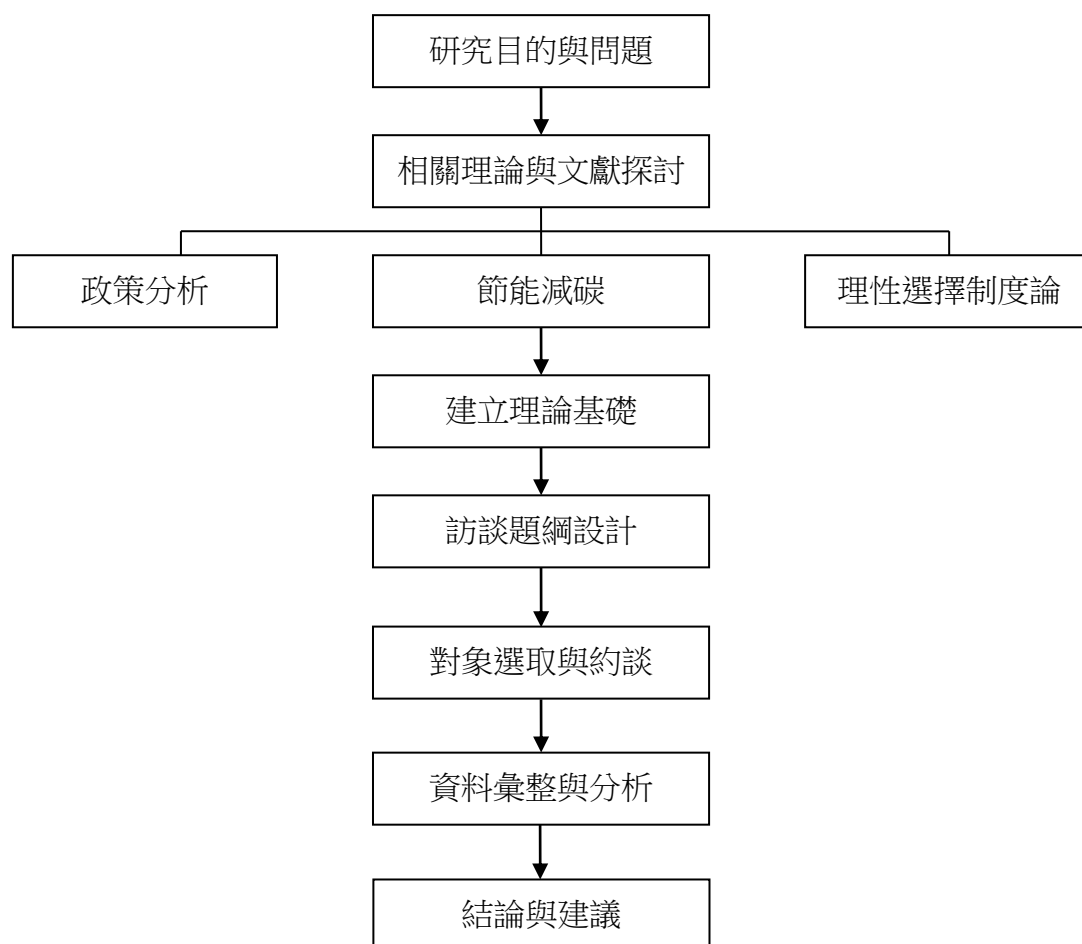 研究目的與問題
相關理論與文獻探討
政策分析
節能減碳
理性選擇制度論
建立理論基礎
訪談題綱設計
對象選取與約談
資料彙整與分析
結論與建議